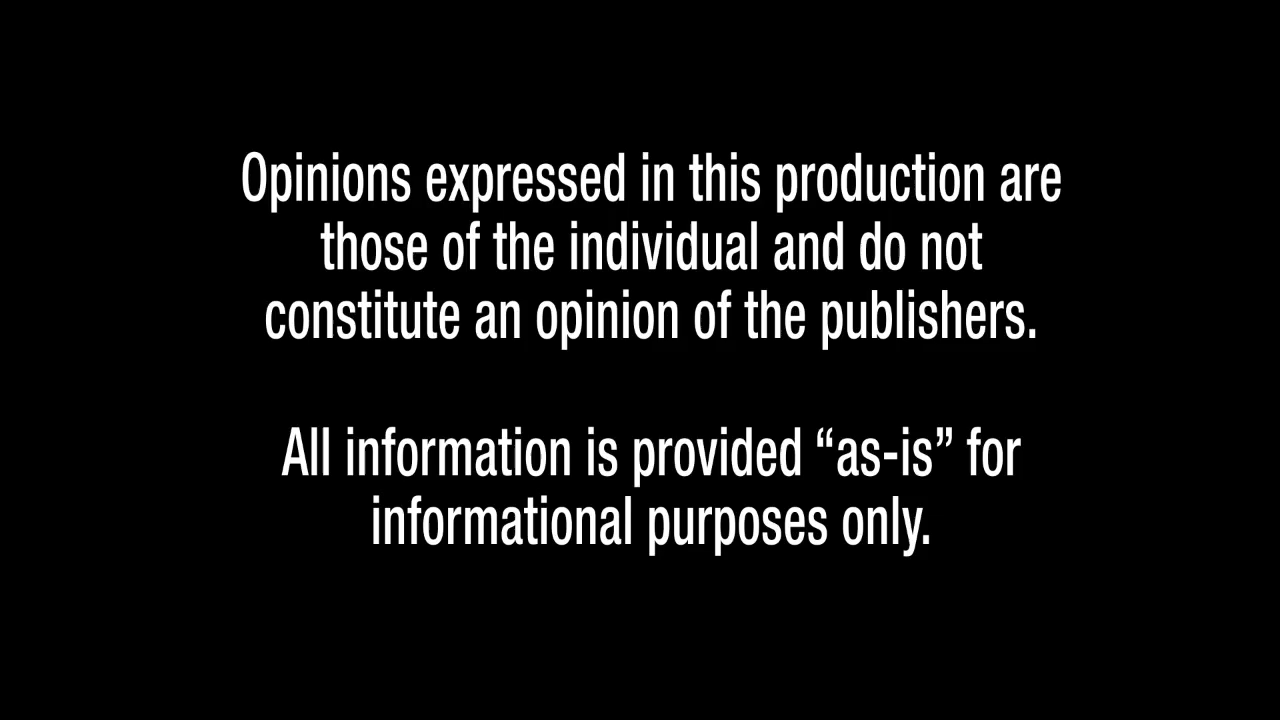 Opinions expressed in this production are
those of the individual and do not
constitute an opinion of the publishers.
All information is provided “as-is” for
informational purposes only.